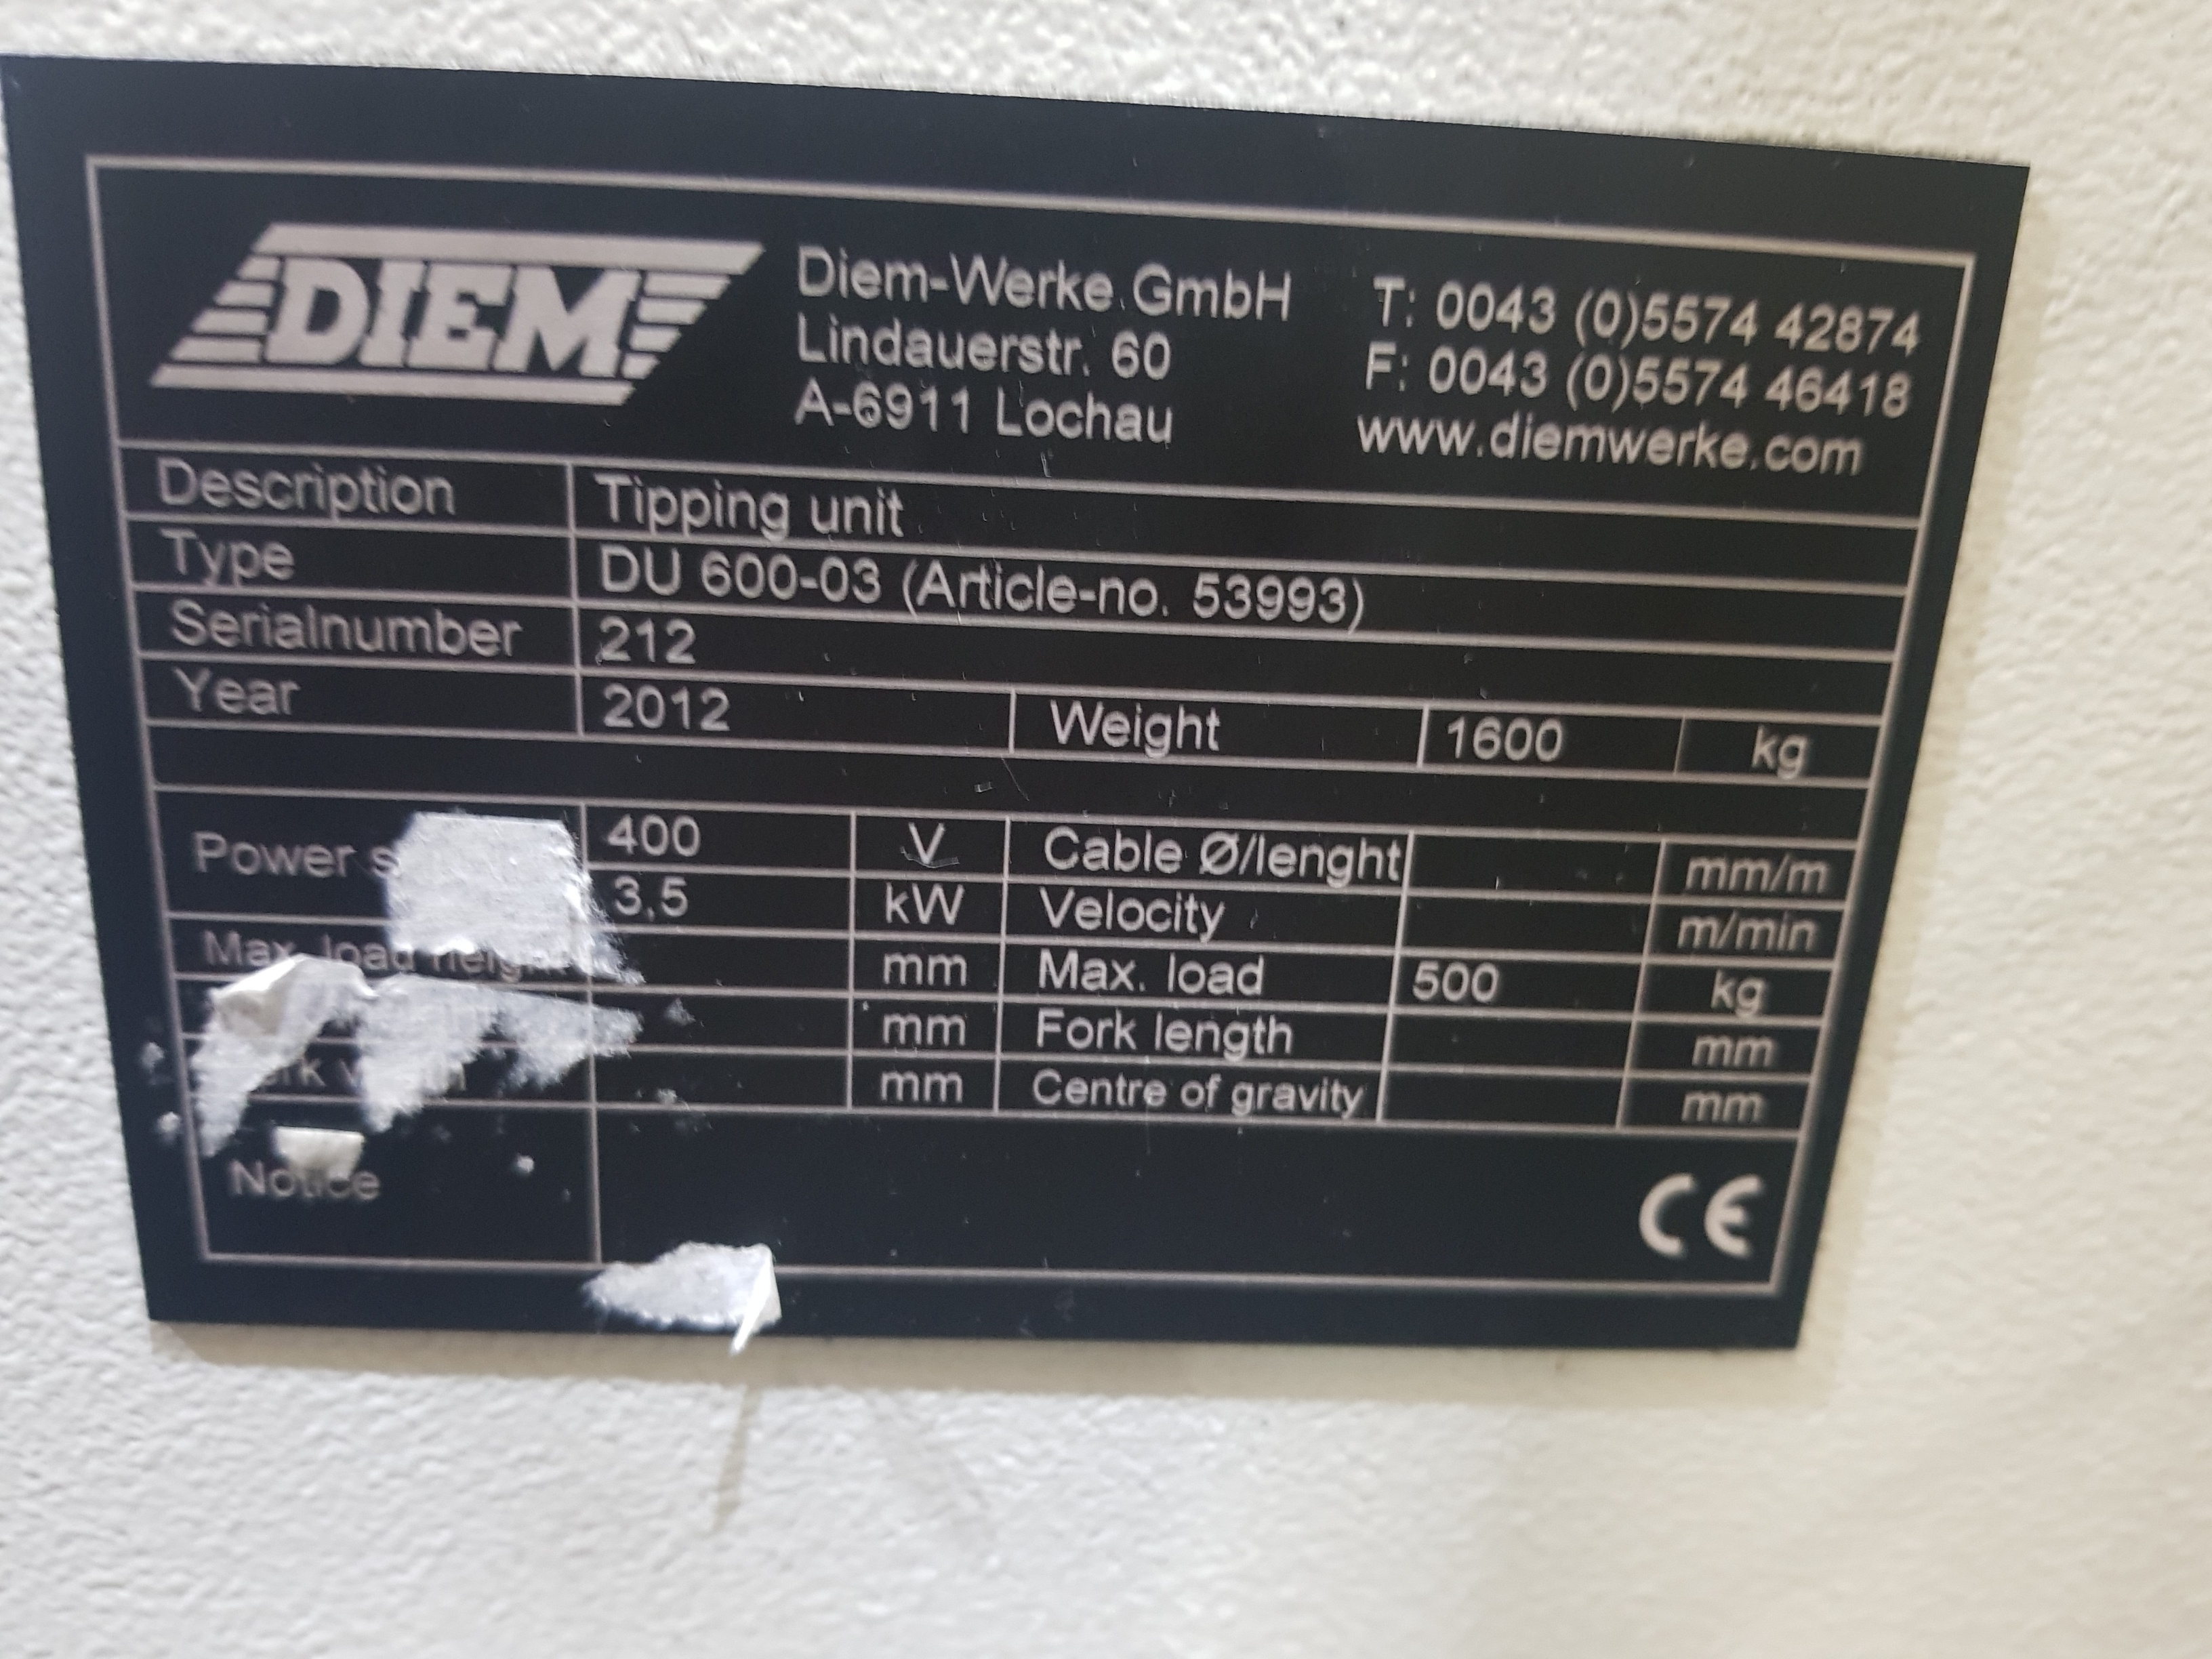 DIEM
Diem-Werke GmbH
Lindauerstr. 60
A-6911 Lochau
T: 0043 (0)5574 42874
F: 0043 (0)5574 46418
www.diemwerke.com
Description Tipping unit
Type DU 600-03 (Article-no. 53993)
Serialnumber 212
Year 2012 Weight 1600 kg
Power 400 V Cable Ø/lenght mm/m
3,5 kW Velocity m/min
Max. load height mm Max. load 500 kg
mm Fork length mm
mm Centre of gravity mm
Notice
CE